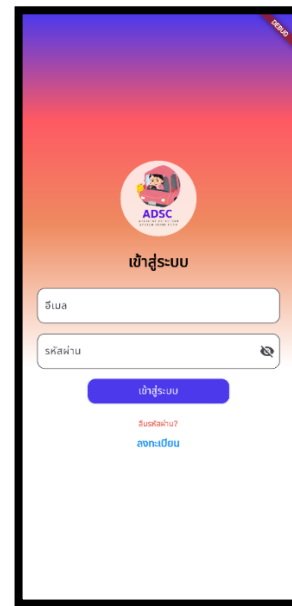 DEBUG
ADSC
เข้าสู่ระบบ
อีเมล
รหัสผ่าน
เข้าสู่ระบบ
ลืมรหัสผ่าน?
ลงทะเบียน